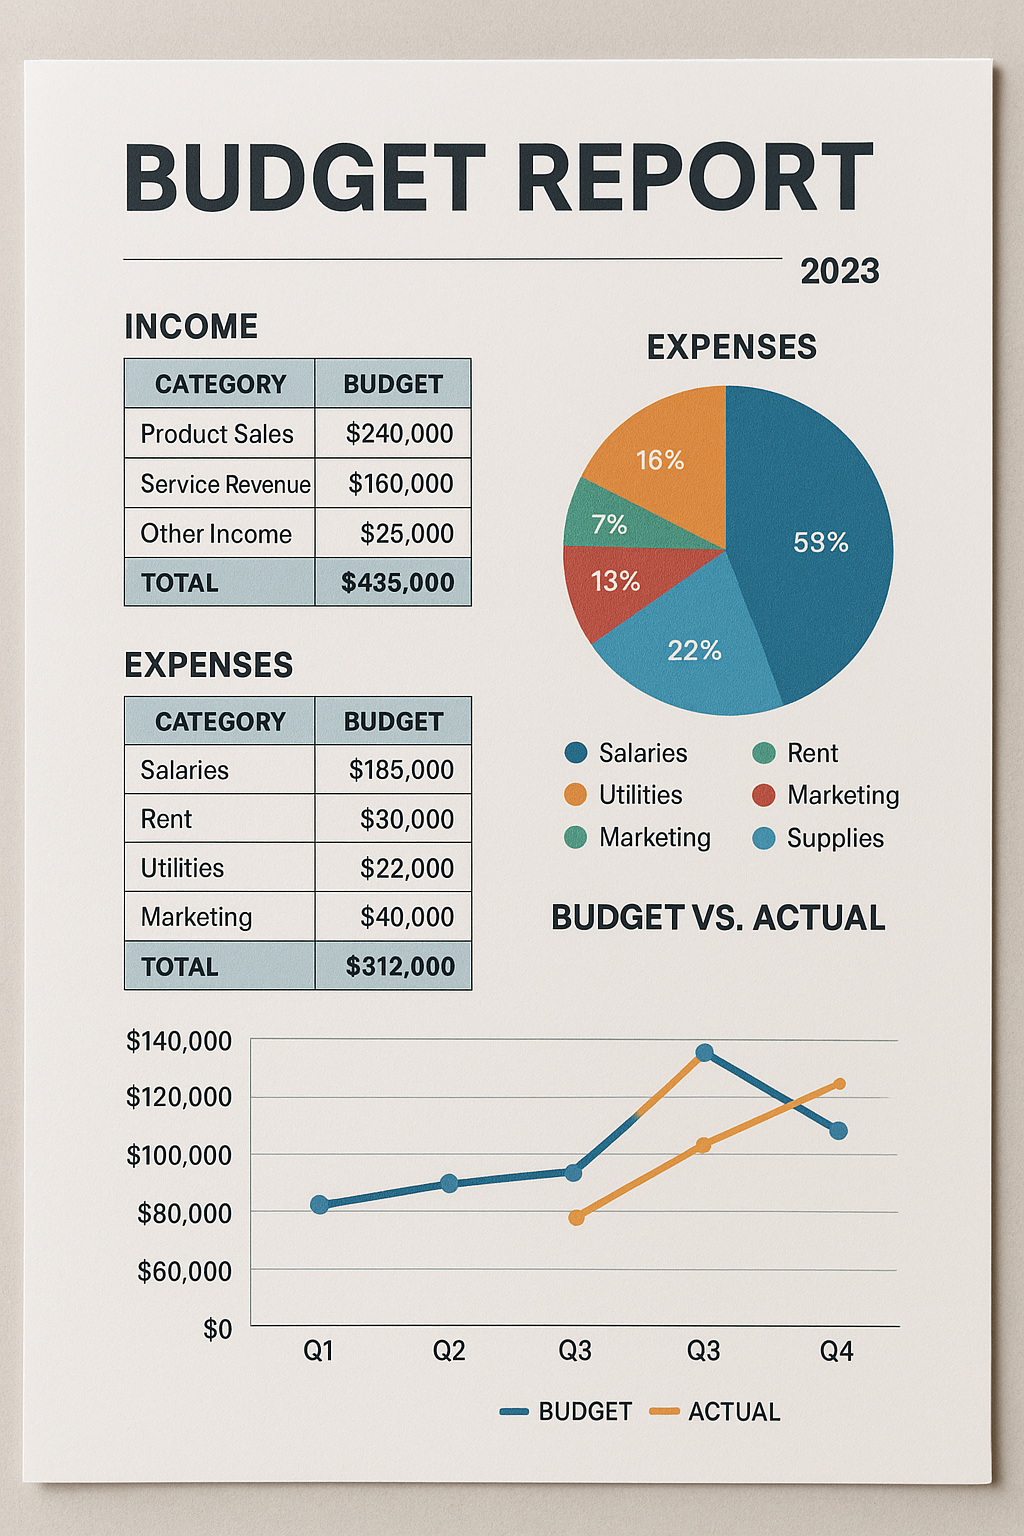 BUDGET REPORT
2023
INCOME
CATEGORY BUDGET
Product Sales $240,000
Service Revenue $160,000
Other Income $25,000
TOTAL $435,000
EXPENSES
CATEGORY BUDGET
Salaries $185,000
Rent $30,000
Utilities $22,000
Marketing $40,000
TOTAL $312,000
EXPENSES
16%
7%
13%
22%
53%
Salaries Rent
Utilities Marketing
Marketing Supplies
BUDGET VS. ACTUAL
$140,000
$120,000
$100,000
$80,000
$60,000
$0
Q1 Q2 Q3 Q3 Q4
BUDGET ACTUAL